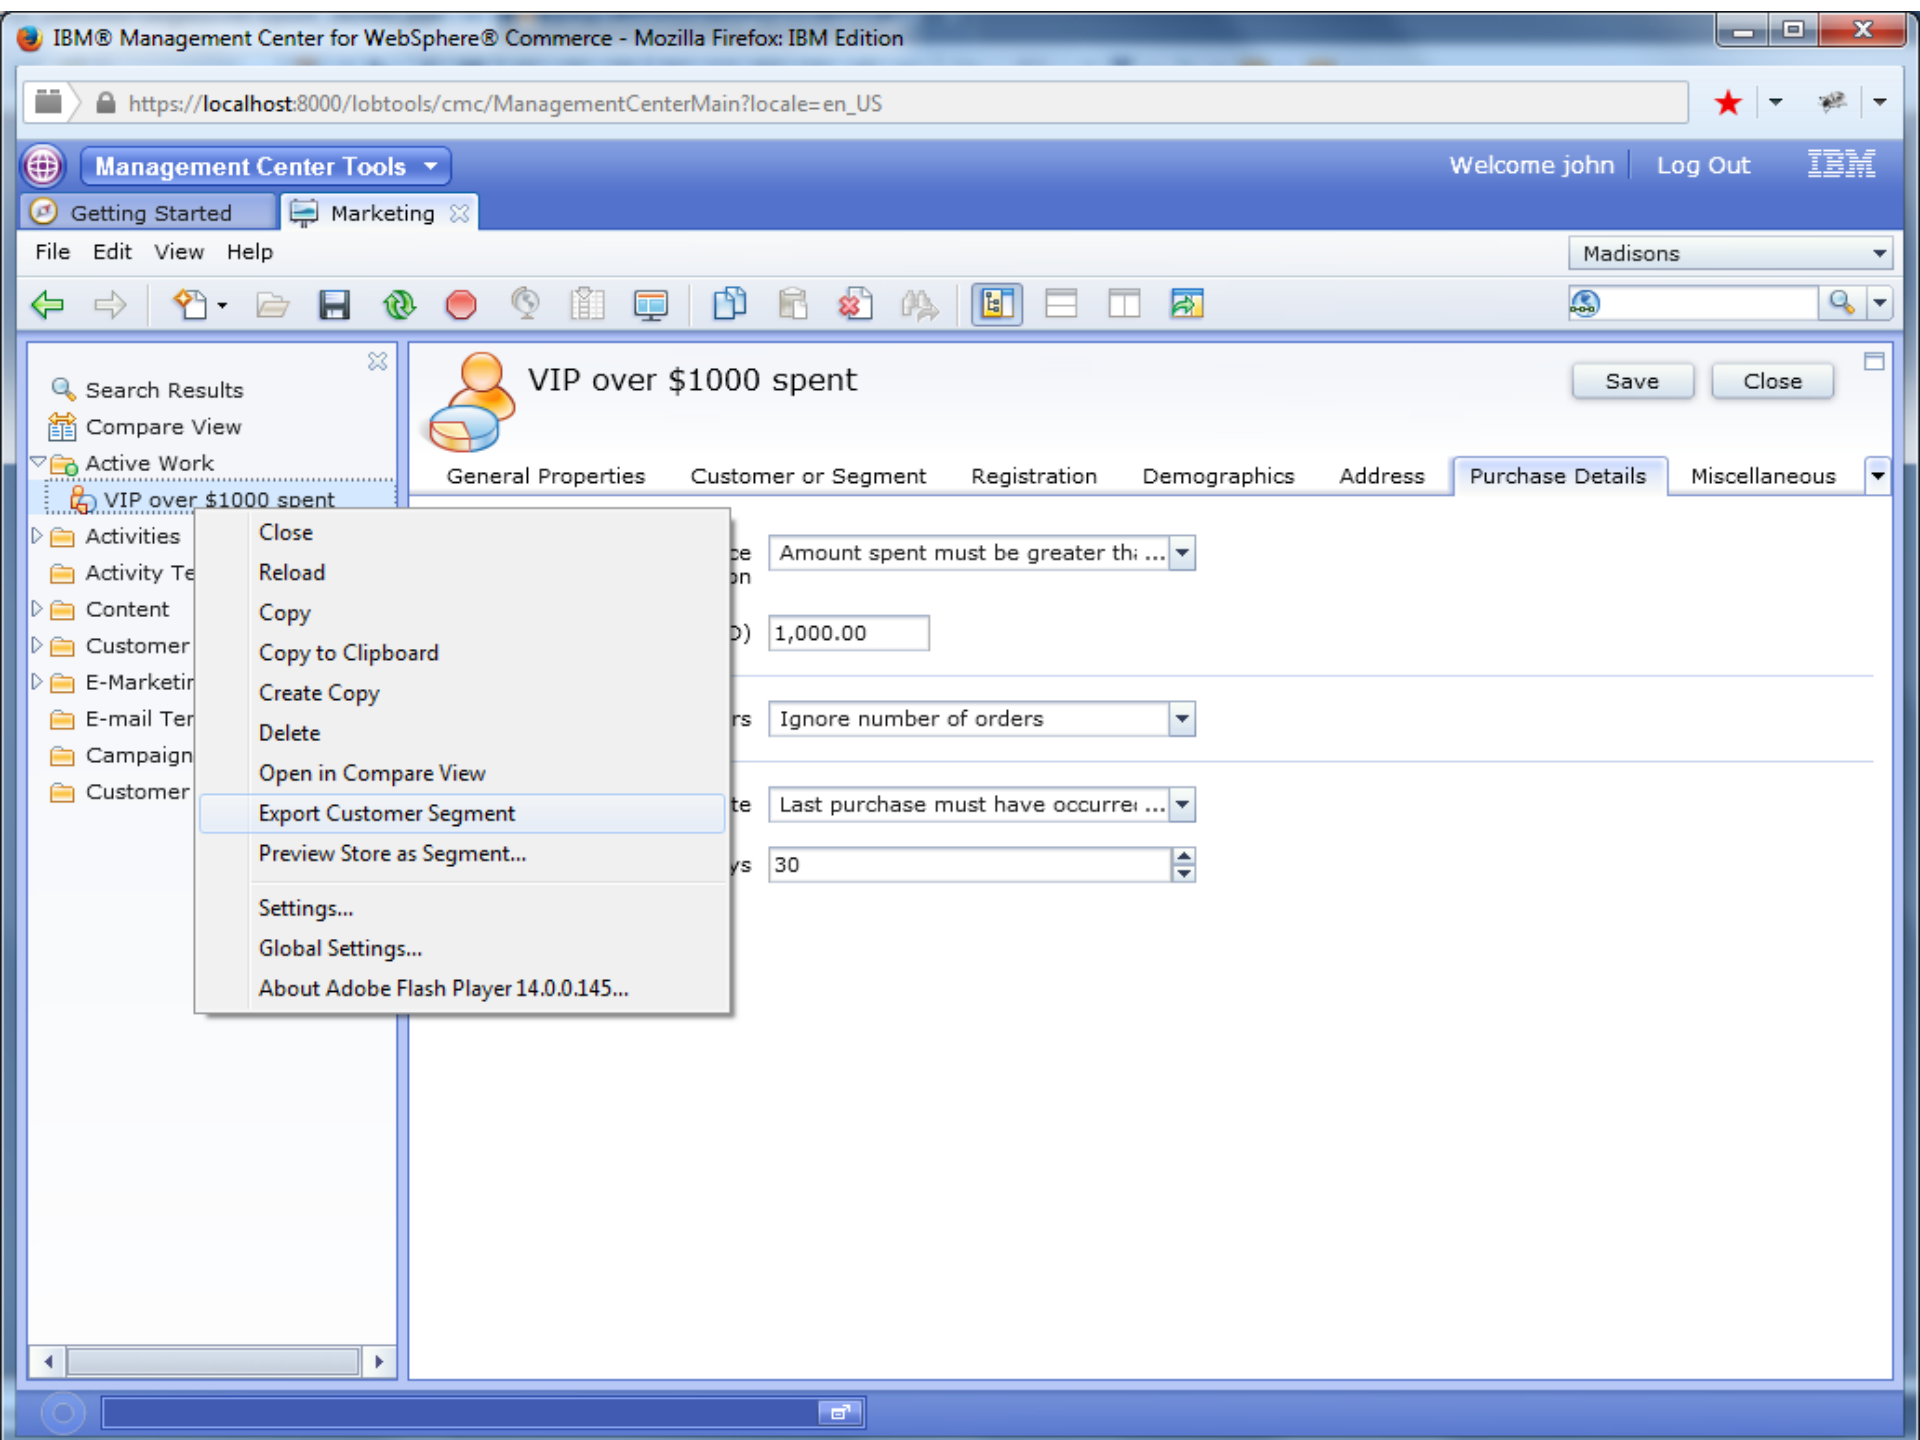 IBM® Management Center for WebSphere® Commerce - Mozilla Firefox: IBM Edition
https://localhost:8000/lobtools/cmc/ManagementCenterMain?locale=en_US
Management Center Tools
Welcome john
Log Out
IBM
Getting Started
Marketing
File Edit View Help
Madisons
Search Results
Compare View
Active Work
VIP over $1000 spent
Activities
Activity Te
Content
Customer
E-Marketin
E-mail Ter
Campaign
Customer
Close
Reload
Copy
Copy to Clipboard
Create Copy
Delete
Open in Compare View
Export Customer Segment
Preview Store as Segment...
Settings...
Global Settings...
About Adobe Flash Player 14.0.0.145...
VIP over $1000 spent
Save
Close
General Properties
Customer or Segment
Registration
Demographics
Address
Purchase Details
Miscellaneous
Amount spent must be greater tha ...
1,000.00
rs
Ignore number of orders
te
Last purchase must have occurre ...
ys
30